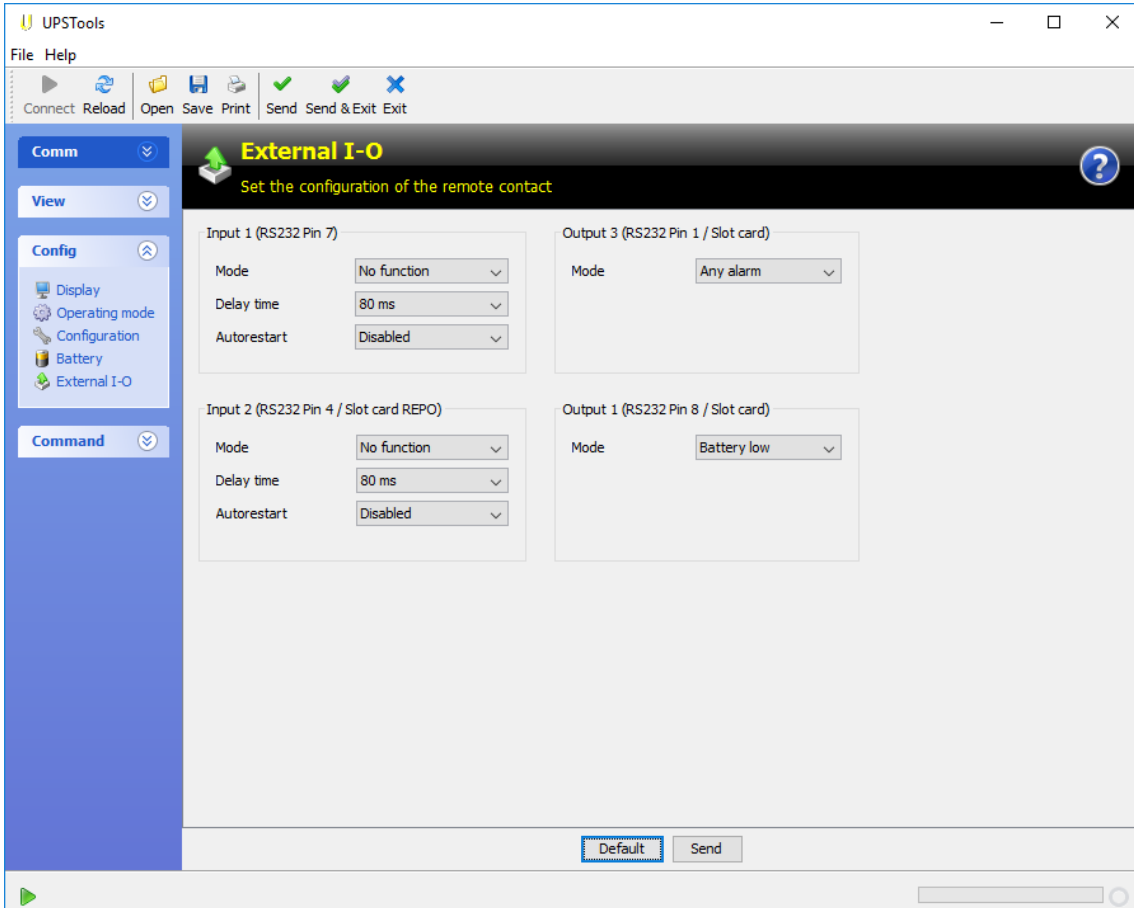 UPSTools
File Help
Connect Reload Open Save Print Send Send & Exit Exit
Comm
View
Config
Display
Operating mode
Configuration
Battery
External I-O
Command
External I-O
Set the configuration of the remote contact
?
Input 1 (RS232 Pin 7)
Mode No function
Delay time 80 ms
Autorestart Disabled
Output 3 (RS232 Pin 1 / Slot card)
Mode Any alarm
Input 2 (RS232 Pin 4 / Slot card REPO)
Mode No function
Delay time 80 ms
Autorestart Disabled
Output 1 (RS232 Pin 8 / Slot card)
Mode Battery low
Default Send